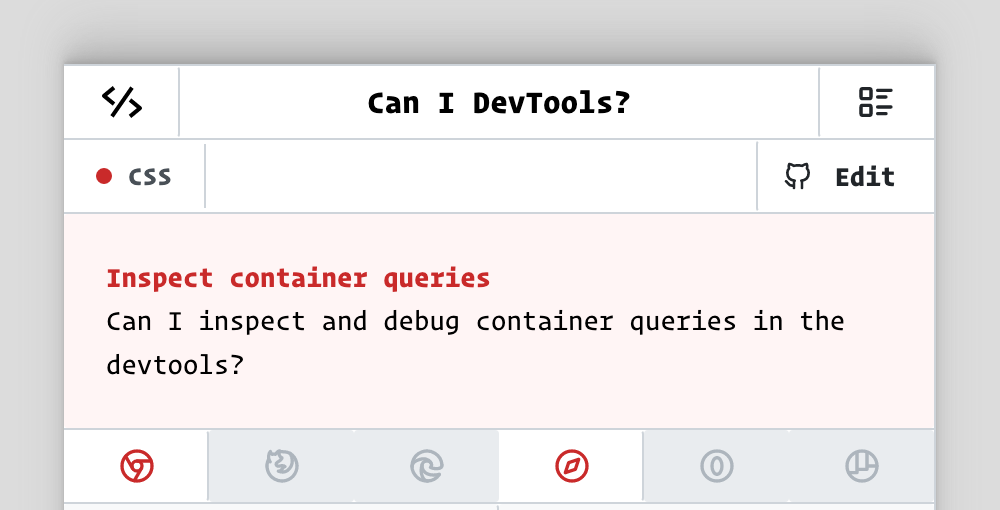 Can I DevTools?
CSS
Edit
Inspect container queries
Can I inspect and debug container queries in the
devtools?